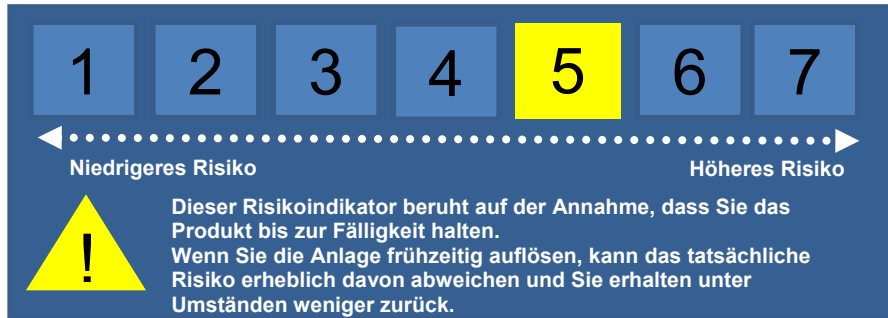 1 2 3 4 5 6 7
Niedrigeres Risiko Höheres Risiko
! Dieser Risikoindikator beruht auf der Annahme, dass Sie das
Produkt bis zur Fälligkeit halten.
Wenn Sie die Anlage frühzeitig auflösen, kann das tatsächliche
Risiko erheblich davon abweichen und Sie erhalten unter
Umständen weniger zurück.